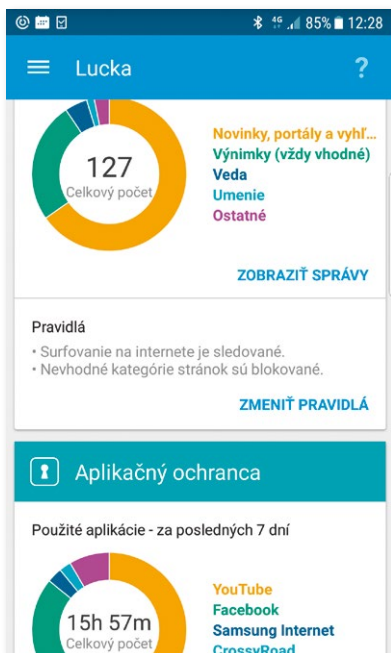 4G 85% 12:28
Lucka ?
127
Celkový počet
Novinky, portály a vyhľ...
Výnimky (vždy vhodné)
Veda
Umenie
Ostatné
ZOBRAZIŤ SPRÁVY
Pravidlá
• Surfovanie na internete je sledované.
• Nevhodné kategórie stránok sú blokované.
ZMENIŤ PRAVIDLÁ
Aplikačný ochranca
Použité aplikácie - za posledných 7 dní
15h 57m
Celkový počet
YouTube
Facebook
Samsung Internet
CrossyRoad